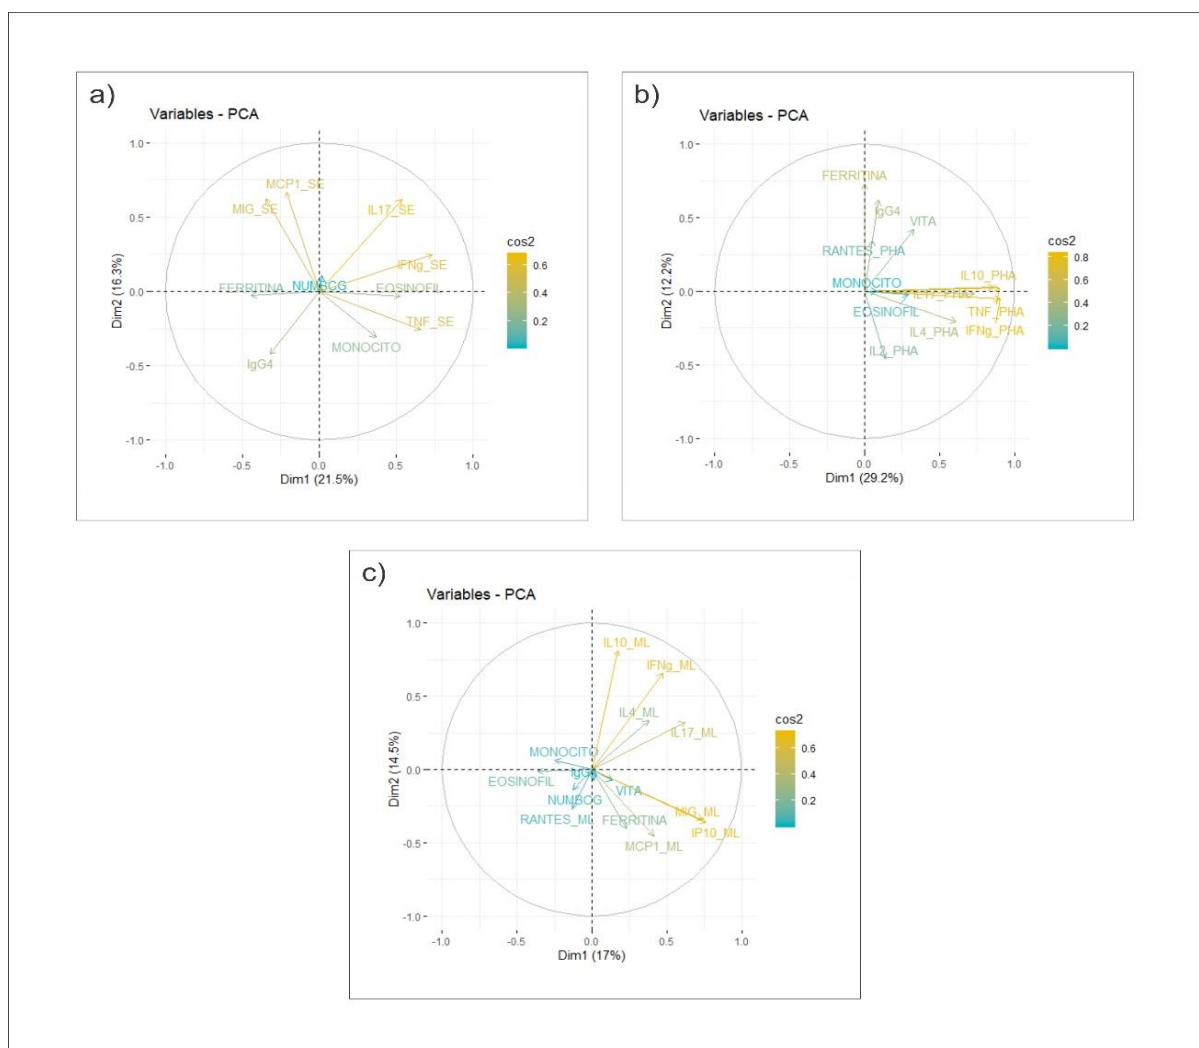 a)
Variables - PCA
1.0
MCP1_SE
MIG_SE
IL17_SE
0.5
IFNg_SE
NUMBCG
FERRITINA
EOSINOFIL
0.0
TNF_SE
MONOCITO
IgG4
-0.5
-1.0
-1.0 -0.5 0.0 0.5 1.0
Dim1 (21.5%)
Dim2 (16.3%)
cos2
0.6
0.4
0.2
b)
Variables - PCA
1.0
FERRITINA
IgG4
VITA
0.5
RANTES_PHA
MONOCITO
IL10_PHA
0.0
EOSINOFIL
TNF_PHA
IL4_PHA
IFNg_PHA
IL2_PHA
-0.5
-1.0
-1.0 -0.5 0.0 0.5 1.0
Dim1 (29.2%)
Dim2 (12.2%)
cos2
0.8
0.6
0.4
0.2
c)
Variables - PCA
1.0
IL10_ML
IFNg_ML
0.5
IL4_ML
IL17_ML
MONOCITO
0.0
EOSINOFIL
VITA
NUMBCG
RANTES_ML
FERRITINA
MIG_ML
IP10_ML
MCP1_ML
-0.5
-1.0
-1.0 -0.5 0.0 0.5 1.0
Dim1 (17%)
Dim2 (14.5%)
cos2
0.6
0.4
0.2